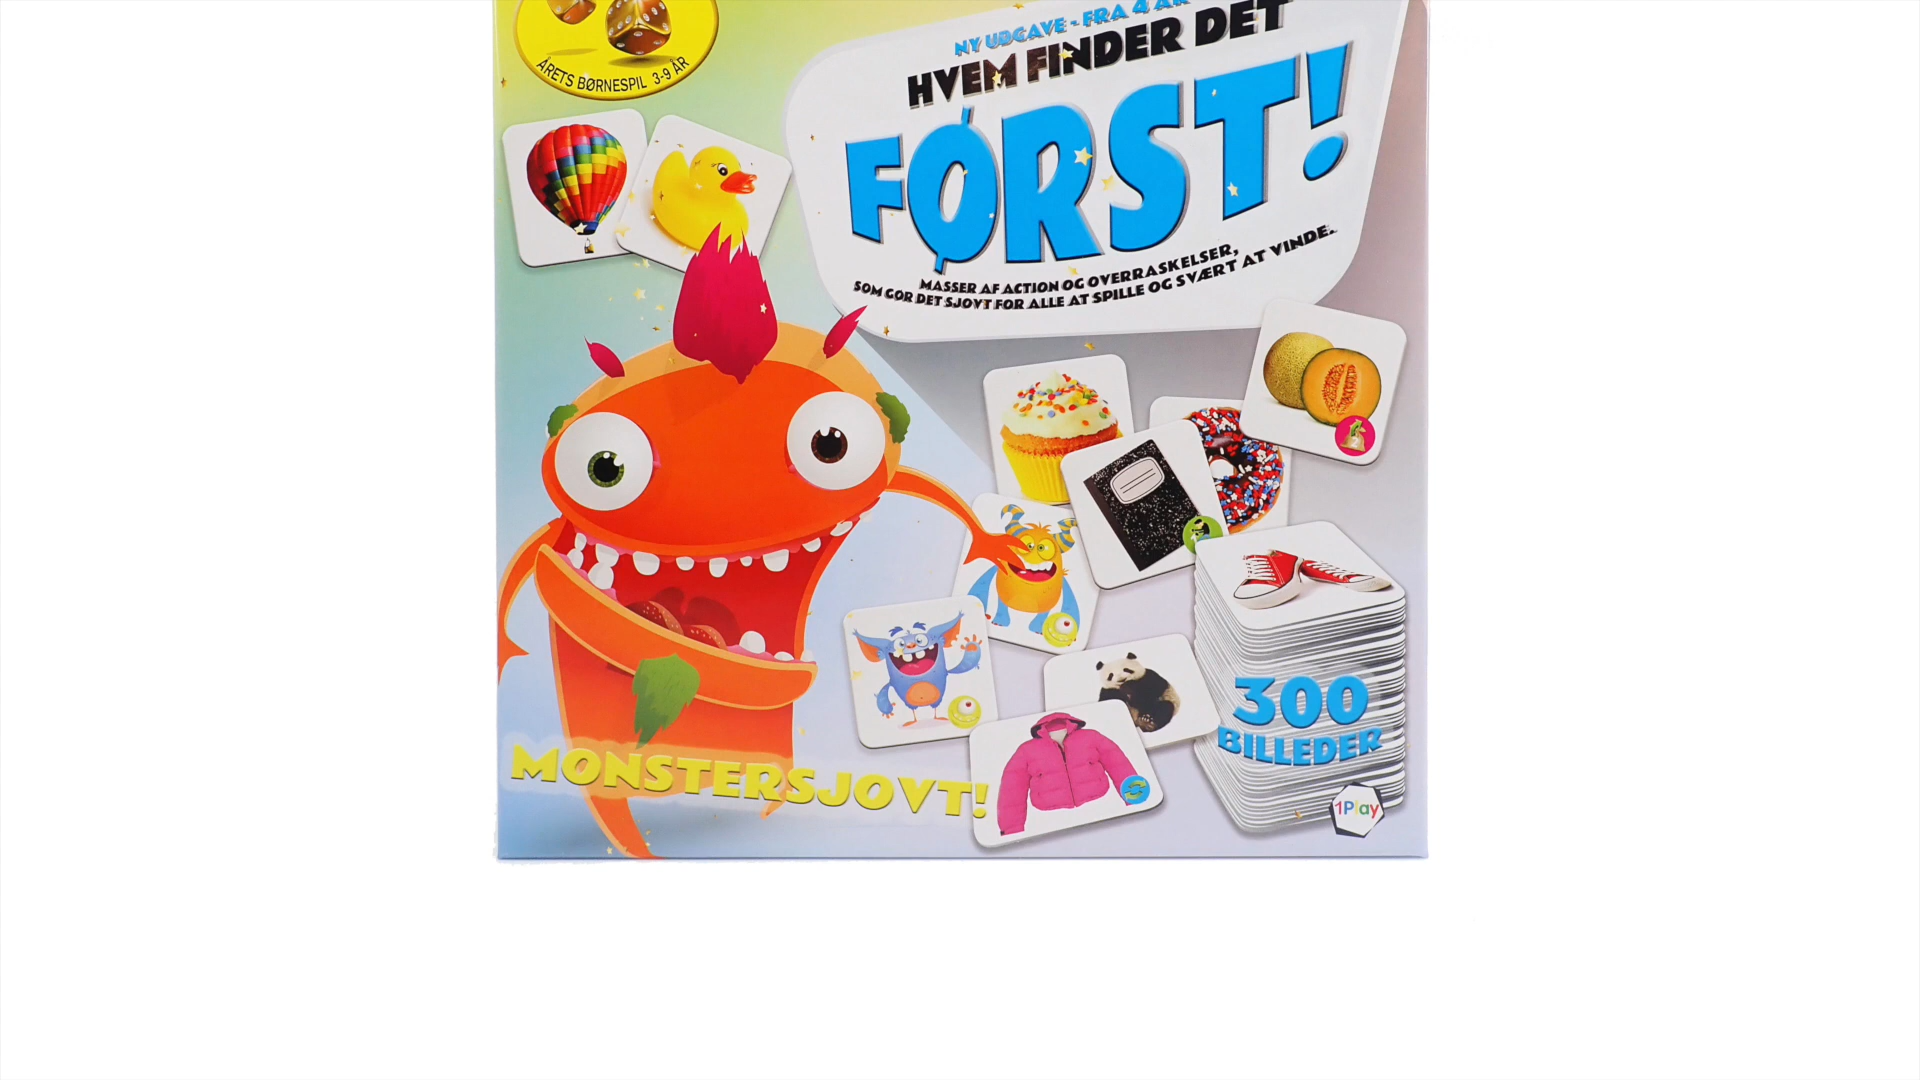 ÅRETS BØRNESPIL 3-9 ÅR
NY UDGAVE - FRA 4 ÅR
HVEM FINDER DET
FØRST!
MASSER AF ACTION OG OVERRASKELSER,
SOM GØR DET SJOVT FOR ALLE AT SPILLE OG SVÆRT AT VINDE.
300
BILLEDER
MONSTERSJOVT!
1Play